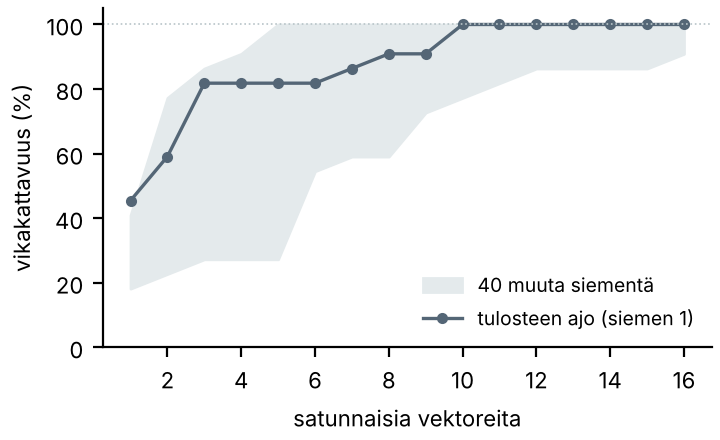 100
80
60
40
20
0
vikakattavuus (%)
40 muuta siementä
tulosteen ajo (siemen 1)
2 4 6 8 10 12 14 16
satunnaisia vektoreita